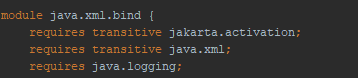 module java.xml.bind {
    requires transitive jakarta.activation;
    requires transitive java.xml;
    requires java.logging;